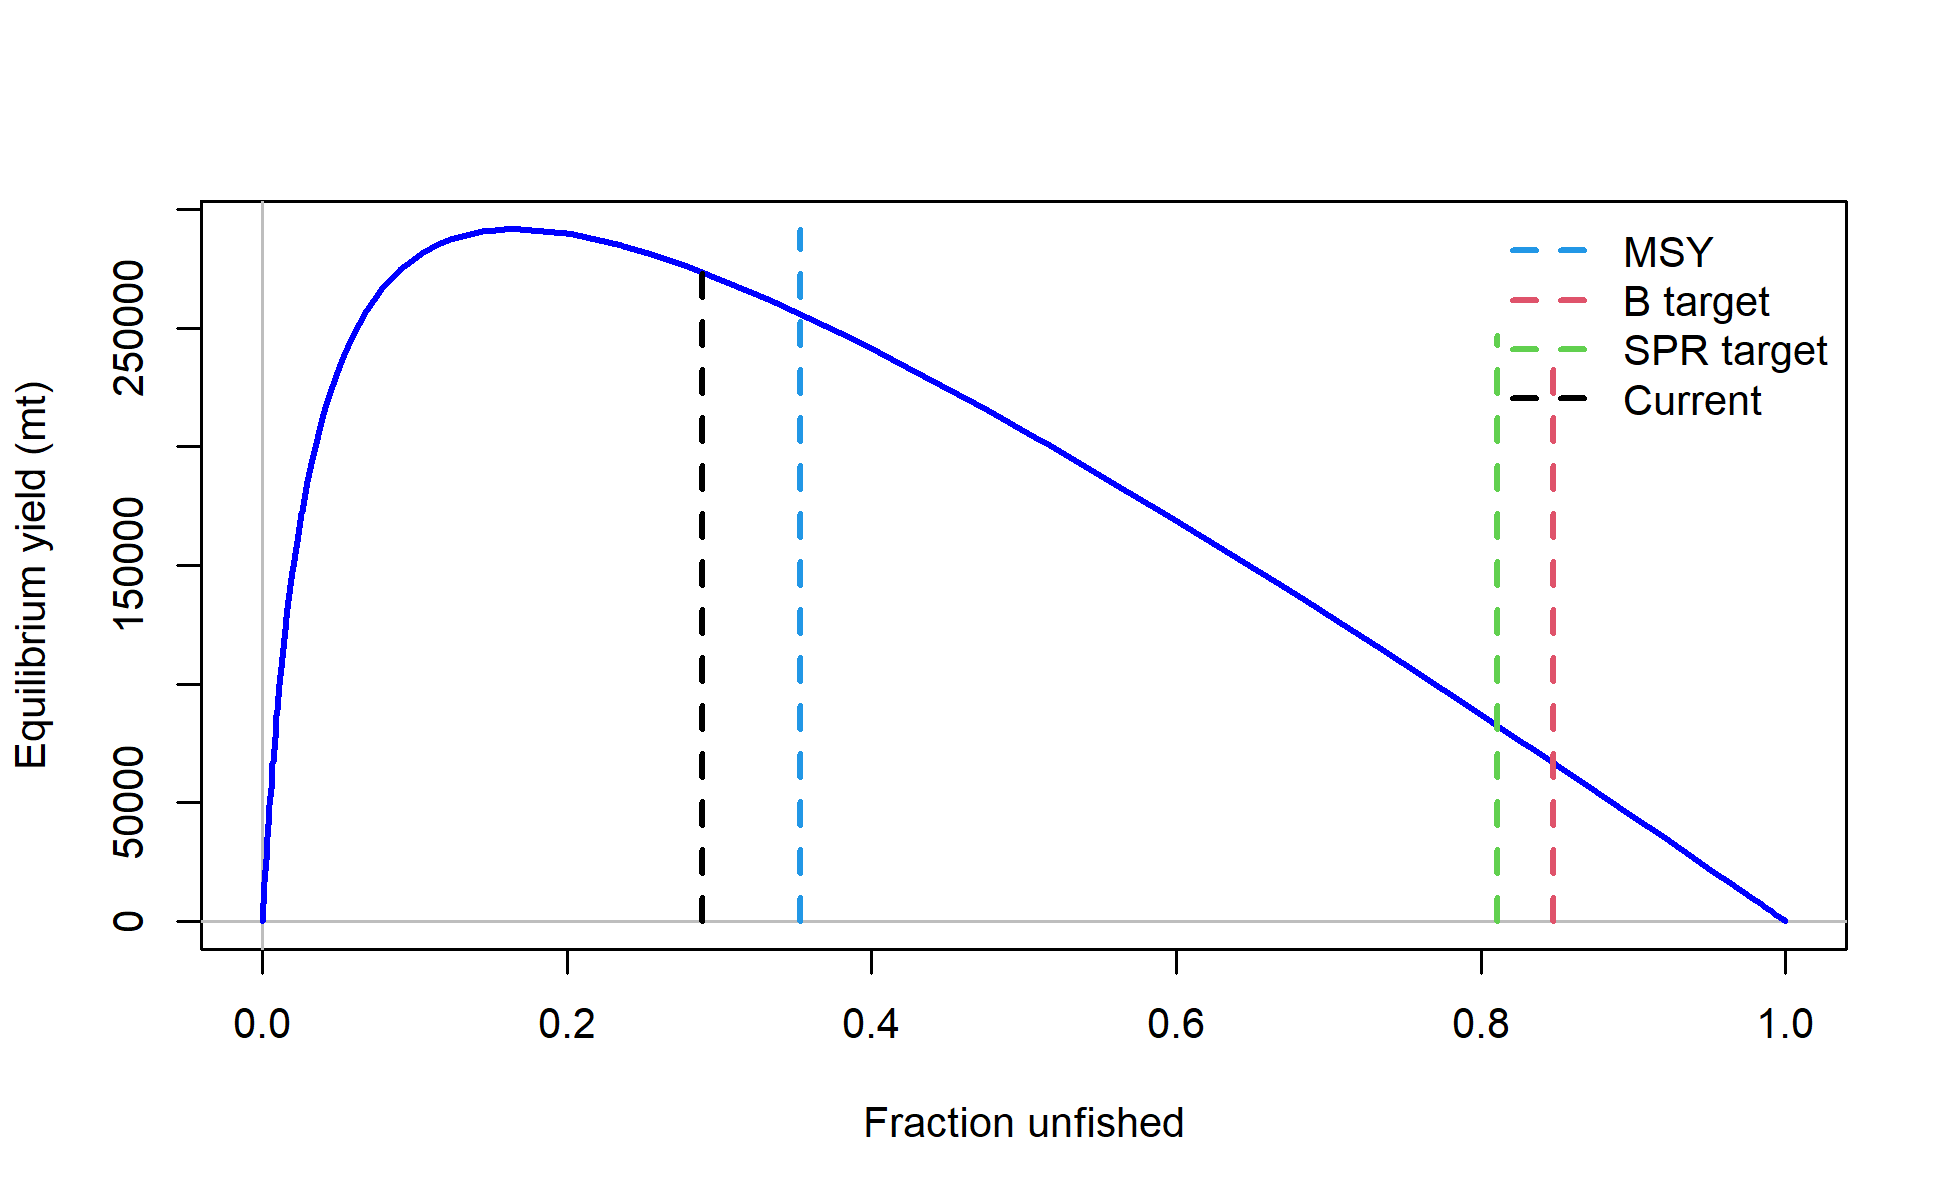 Equilibrium yield (mt)
250000
150000
50000
0
MSY
B target
SPR target
Current
0.0 0.2 0.4 0.6 0.8 1.0
Fraction unfished